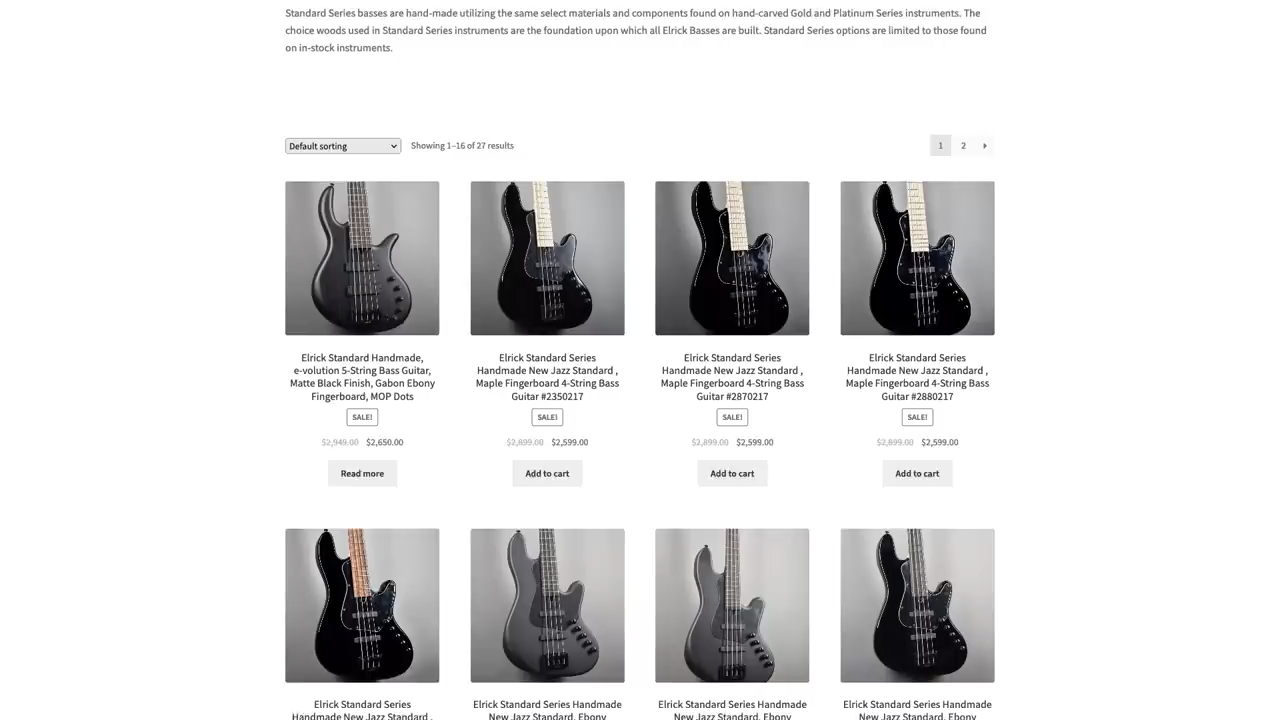 Standard Series basses are hand-made utilizing the same select materials and components found on hand-carved Gold and Platinum Series instruments. The
choice woods used in Standard Series instruments are the foundation upon which all Elrick Basses are built. Standard Series options are limited to those found
on in-stock instruments.
Default sorting
Showing 1–16 of 27 results
1 2
Elrick Standard Handmade,
e-volution 5-String Bass Guitar,
Matte Black Finish, Gabon Ebony
Fingerboard, MOP Dots
SALE!
$2,949.00 $2,650.00
Read more
Elrick Standard Series
Handmade New Jazz Standard ,
Maple Fingerboard 4-String Bass
Guitar #2350217
SALE!
$2,899.00 $2,599.00
Add to cart
Elrick Standard Series
Handmade New Jazz Standard ,
Maple Fingerboard 4-String Bass
Guitar #2870217
SALE!
$2,899.00 $2,599.00
Add to cart
Elrick Standard Series
Handmade New Jazz Standard ,
Maple Fingerboard 4-String Bass
Guitar #2880217
SALE!
$2,899.00 $2,599.00
Add to cart
Elrick Standard Series
Handmade New Jazz Standard ,
Elrick Standard Series Handmade
New Jazz Standard, Ebony
Elrick Standard Series Handmade
New Jazz Standard, Ebony
Elrick Standard Series Handmade
New Jazz Standard, Ebony